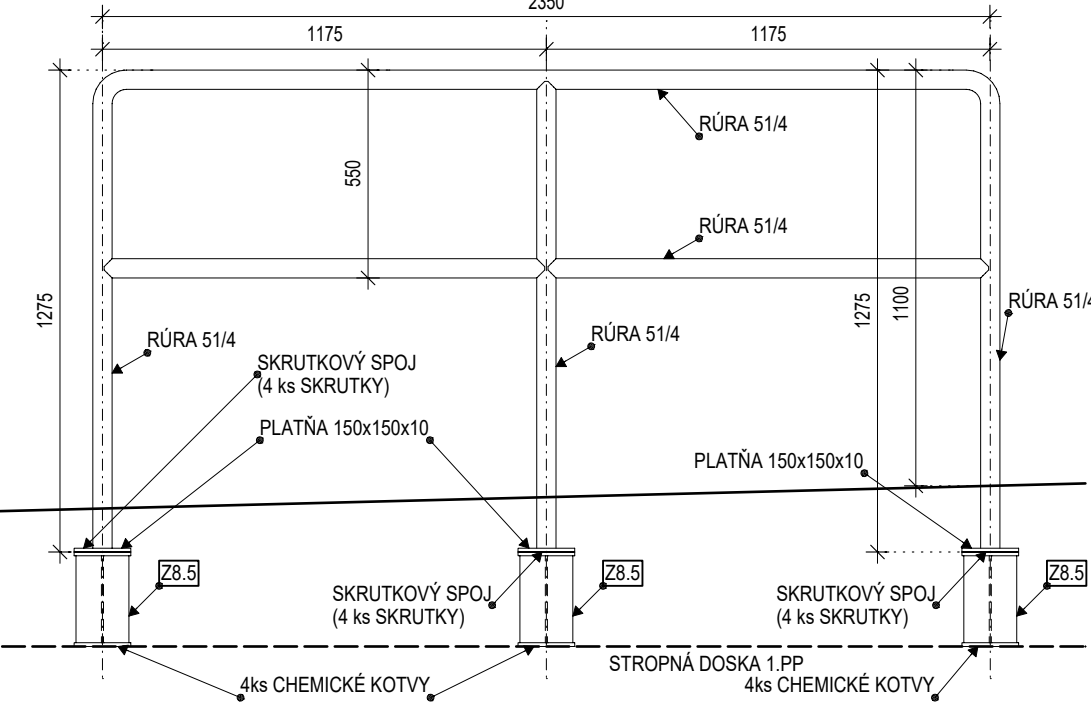 2350
1175
1175
RÚRA 51/4
550
RÚRA 51/4
1275
1275
1100
RÚRA 51/4
RÚRA 51/4
RÚRA 51/4
SKRUTKOVÝ SPOJ
(4 ks SKRUTKY)
PLATŇA 150x150x10
PLATŇA 150x150x10
Z8.5
Z8.5
Z8.5
SKRUTKOVÝ SPOJ
(4 ks SKRUTKY)
SKRUTKOVÝ SPOJ
(4 ks SKRUTKY)
STROPNÁ DOSKA 1.PP
4ks CHEMICKÉ KOTVY
4ks CHEMICKÉ KOTVY